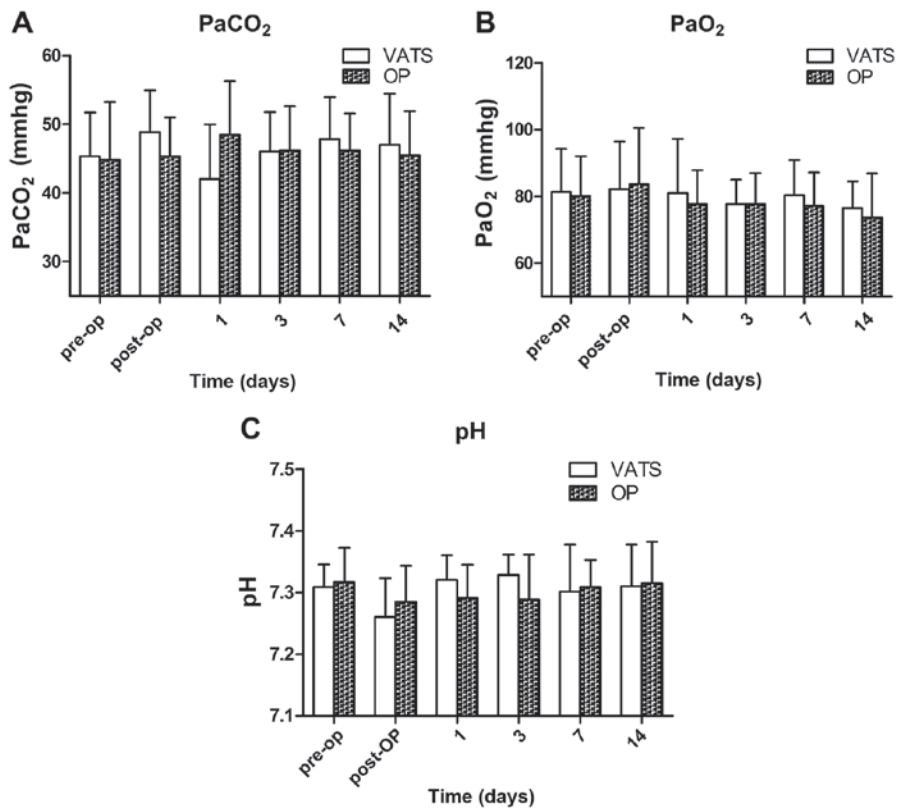 A
PaCO2
VATS
OP
PaCO2 (mmhg)
60
50
40
30
pre-op
post-op
1
3
7
14
Time (days)
B
PaO2
VATS
OP
PaO2 (mmhg)
120
100
80
60
pre-op
post-op
1
3
7
14
Time (days)
C
pH
VATS
OP
pH
7.5
7.4
7.3
7.2
7.1
pre-op
post-OP
1
3
7
14
Time (days)